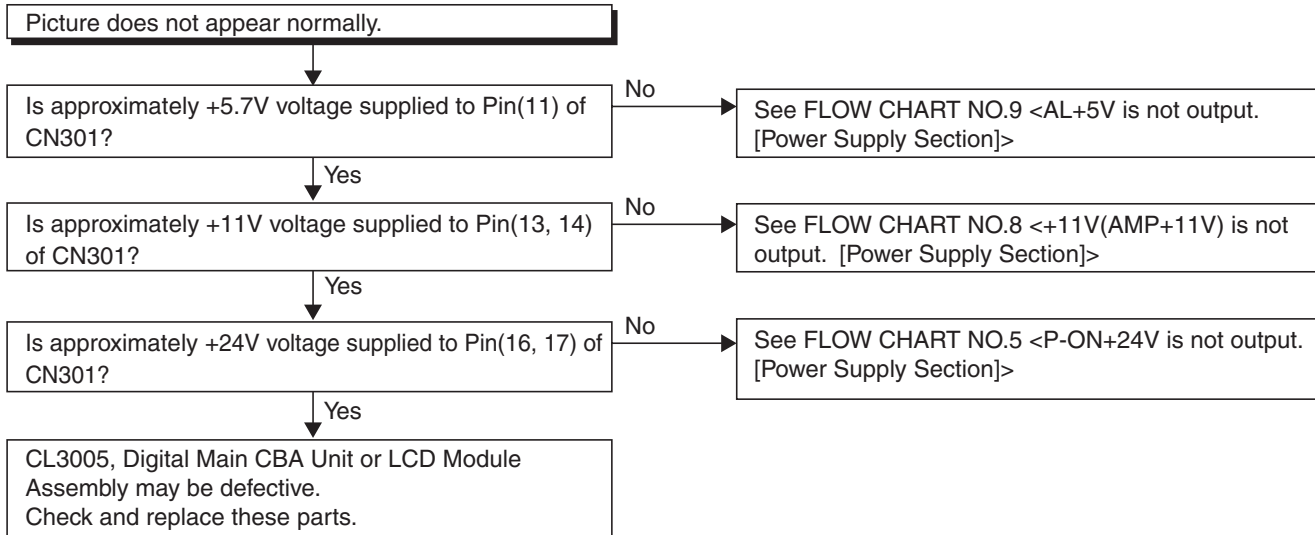 Picture does not appear normally.
Is approximately +5.7V voltage supplied to Pin(11) of
CN301?
No
See FLOW CHART NO.9 <AL+5V is not output.
[Power Supply Section]>
Yes
Is approximately +11V voltage supplied to Pin(13, 14)
of CN301?
No
See FLOW CHART NO.8 <+11V(AMP+11V) is not
output.  [Power Supply Section]>
Yes
Is approximately +24V voltage supplied to Pin(16, 17) of
CN301?
No
See FLOW CHART NO.5 <P-ON+24V is not output.
[Power Supply Section]>
Yes
CL3005, Digital Main CBA Unit or LCD Module
Assembly may be defective.
Check and replace these parts.